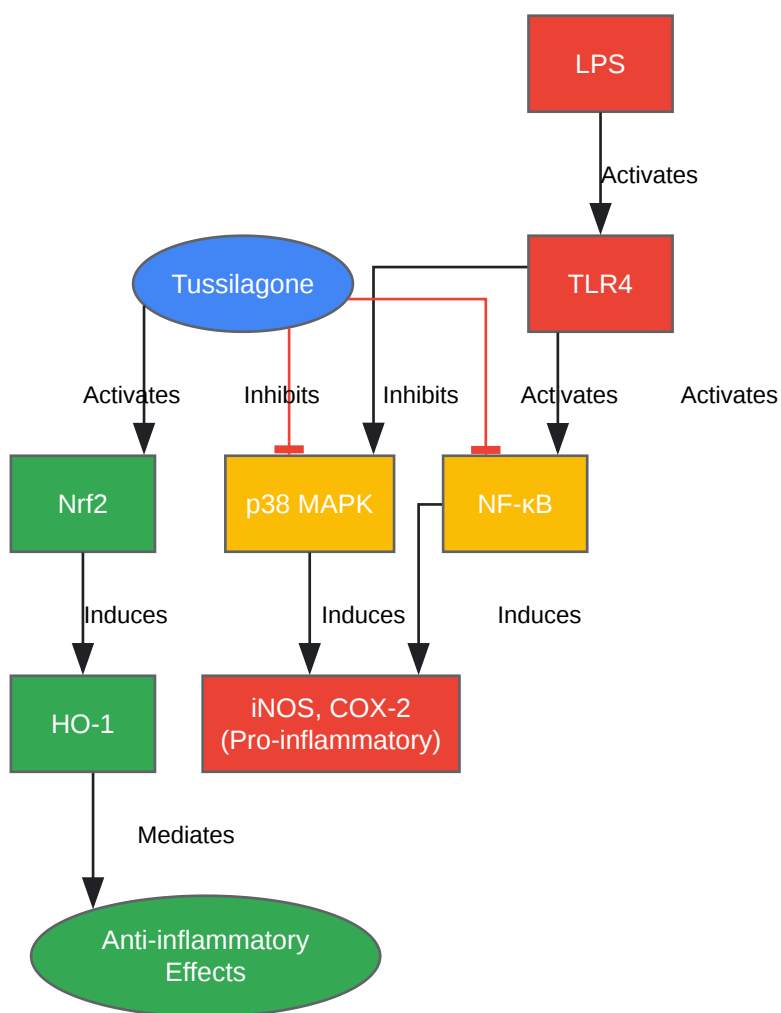 LPS
Activates
Tussilagone
TLR4
Activates
Inhibits
Inhibits
Activates
Activates
Nrf2
p38 MAPK
NF-κB
Induces
Induces
Induces
HO-1
iNOS, COX-2
(Pro-inflammatory)
Mediates
Anti-inflammatory
Effects